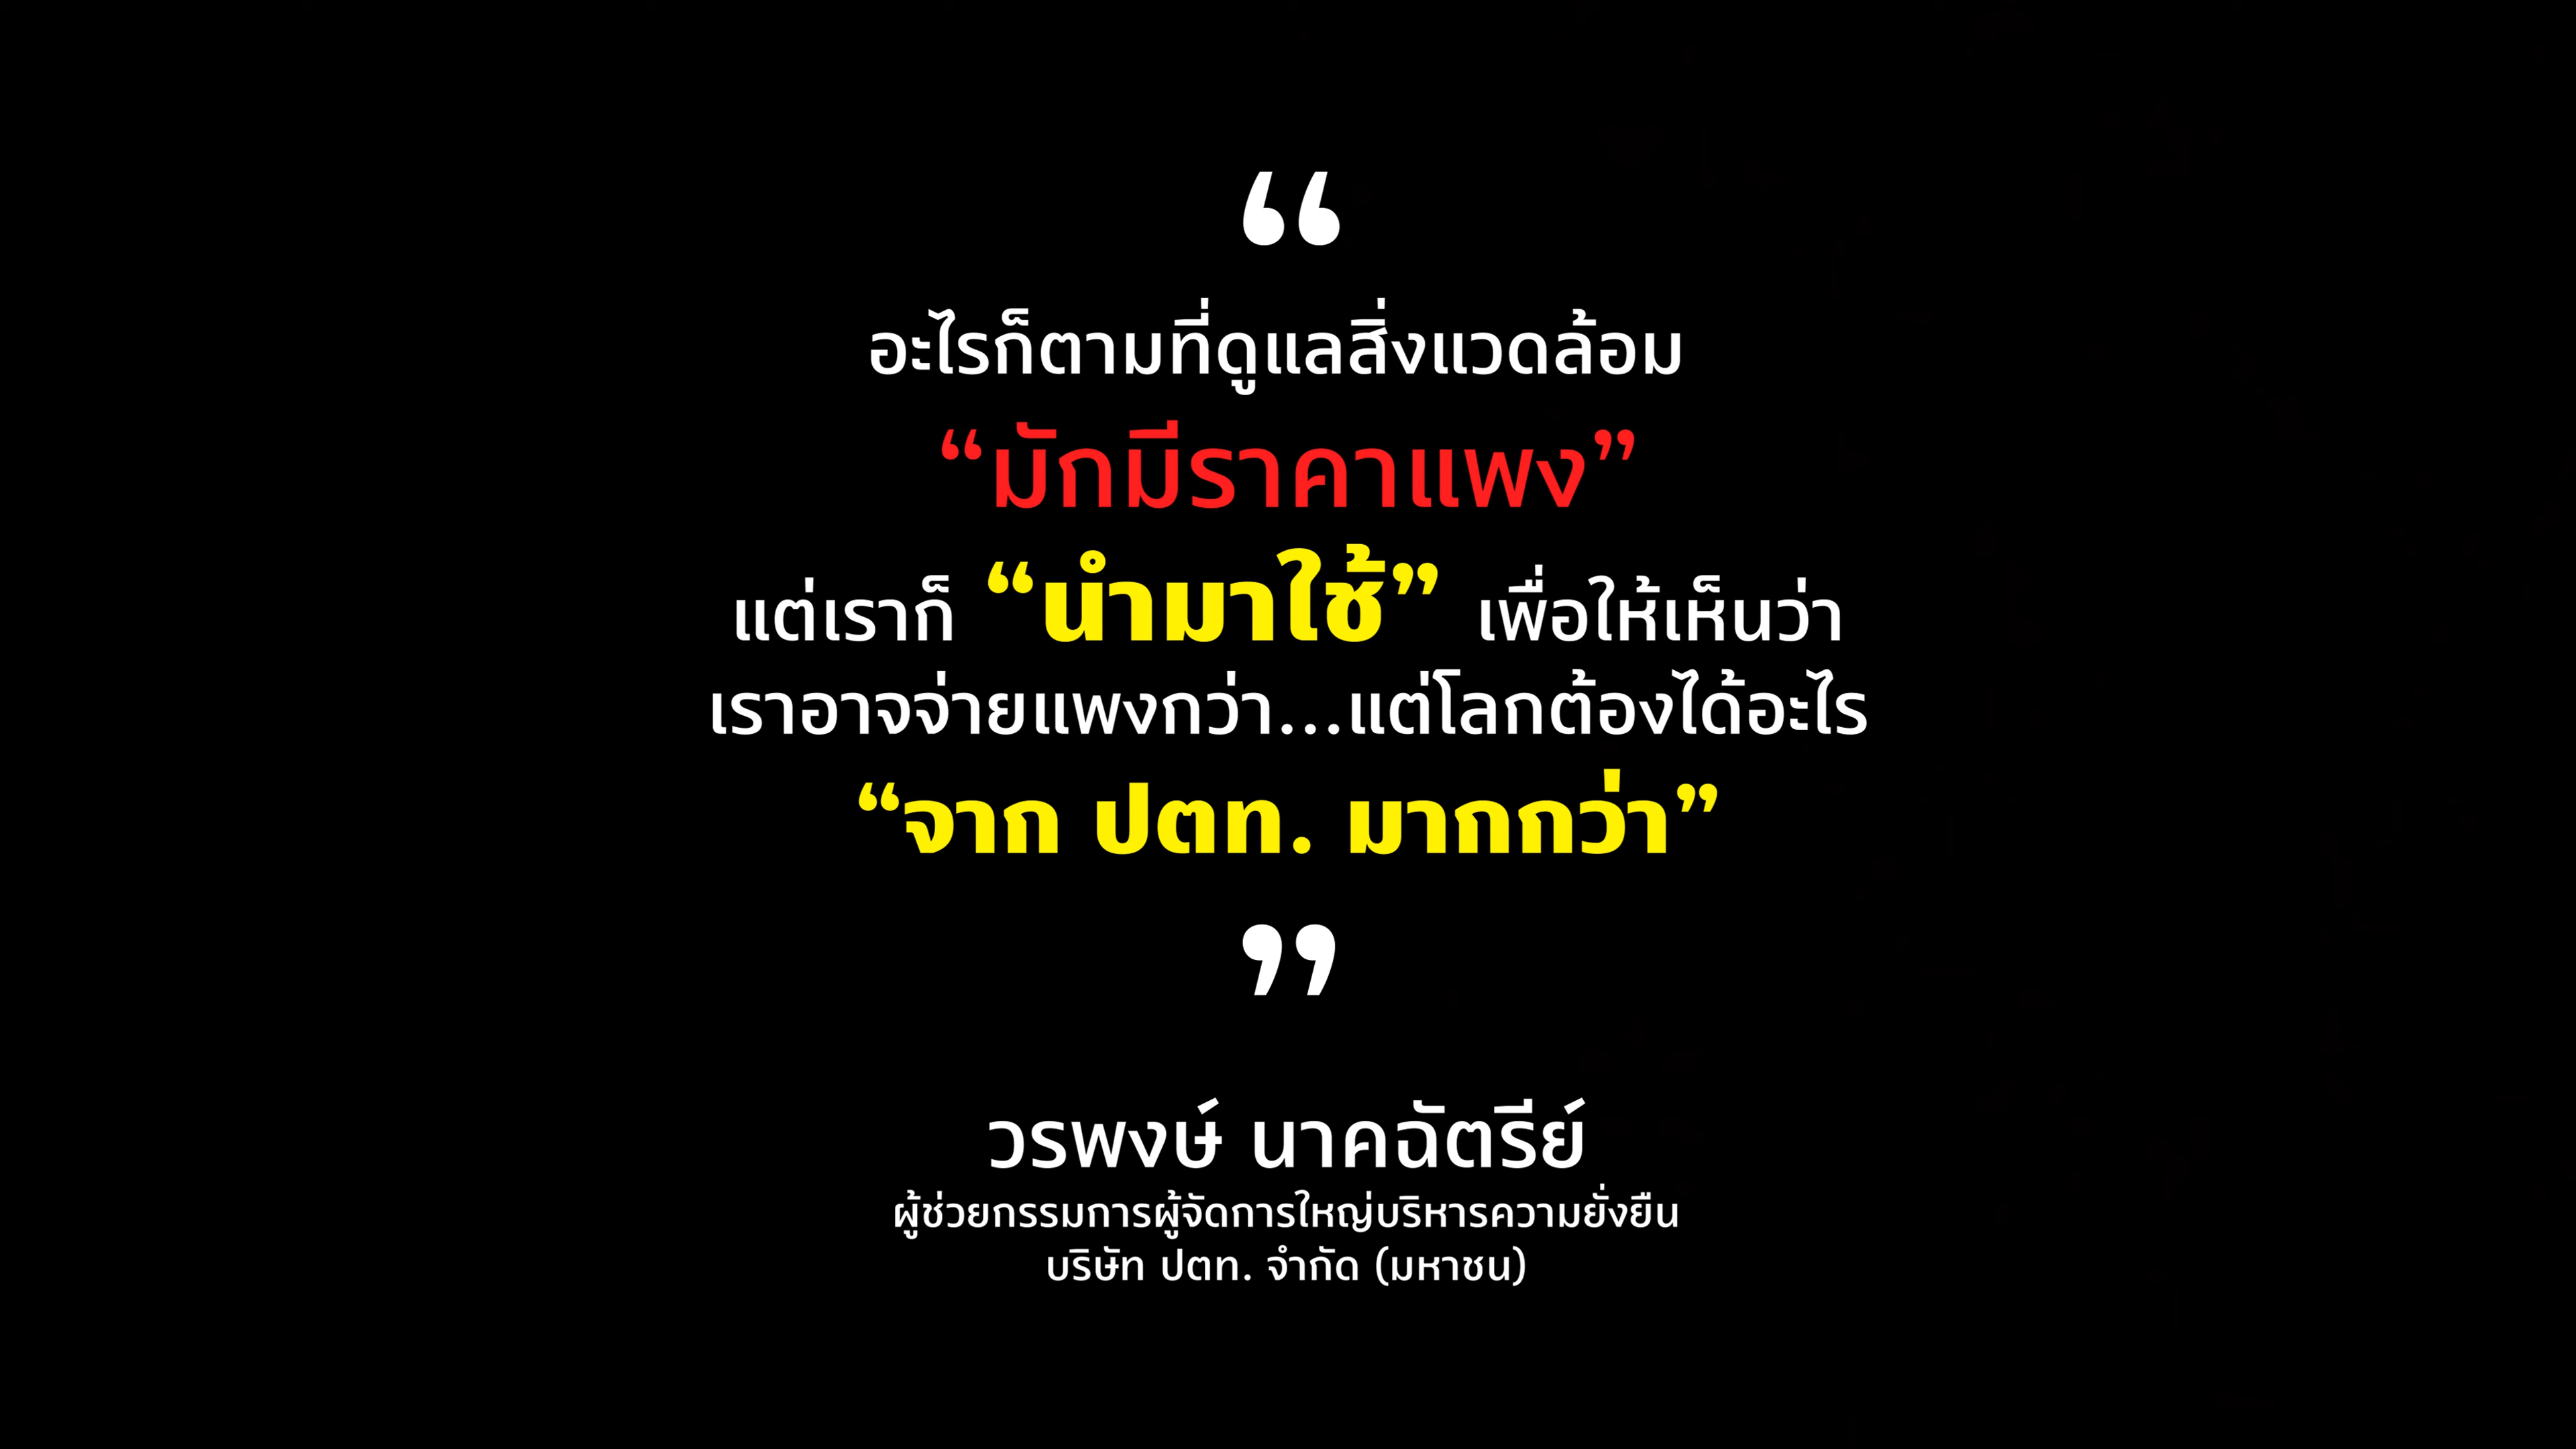 “
อะไรก็ตามที่ดูแลสิ่งแวดล้อม
“มักมีราคาแพง”
แต่เราก็ “นำมาใช้” เพื่อให้เห็นว่า
เราอาจจ่ายแพงกว่า...แต่โลกต้องได้อะไร
“จาก ปตท. มากกว่า”
”
วรพงษ์ นาคฉัตรีย์
ผู้ช่วยกรรมการผู้จัดการใหญ่บริหารความยั่งยืน
บริษัท ปตท. จำกัด (มหาชน)